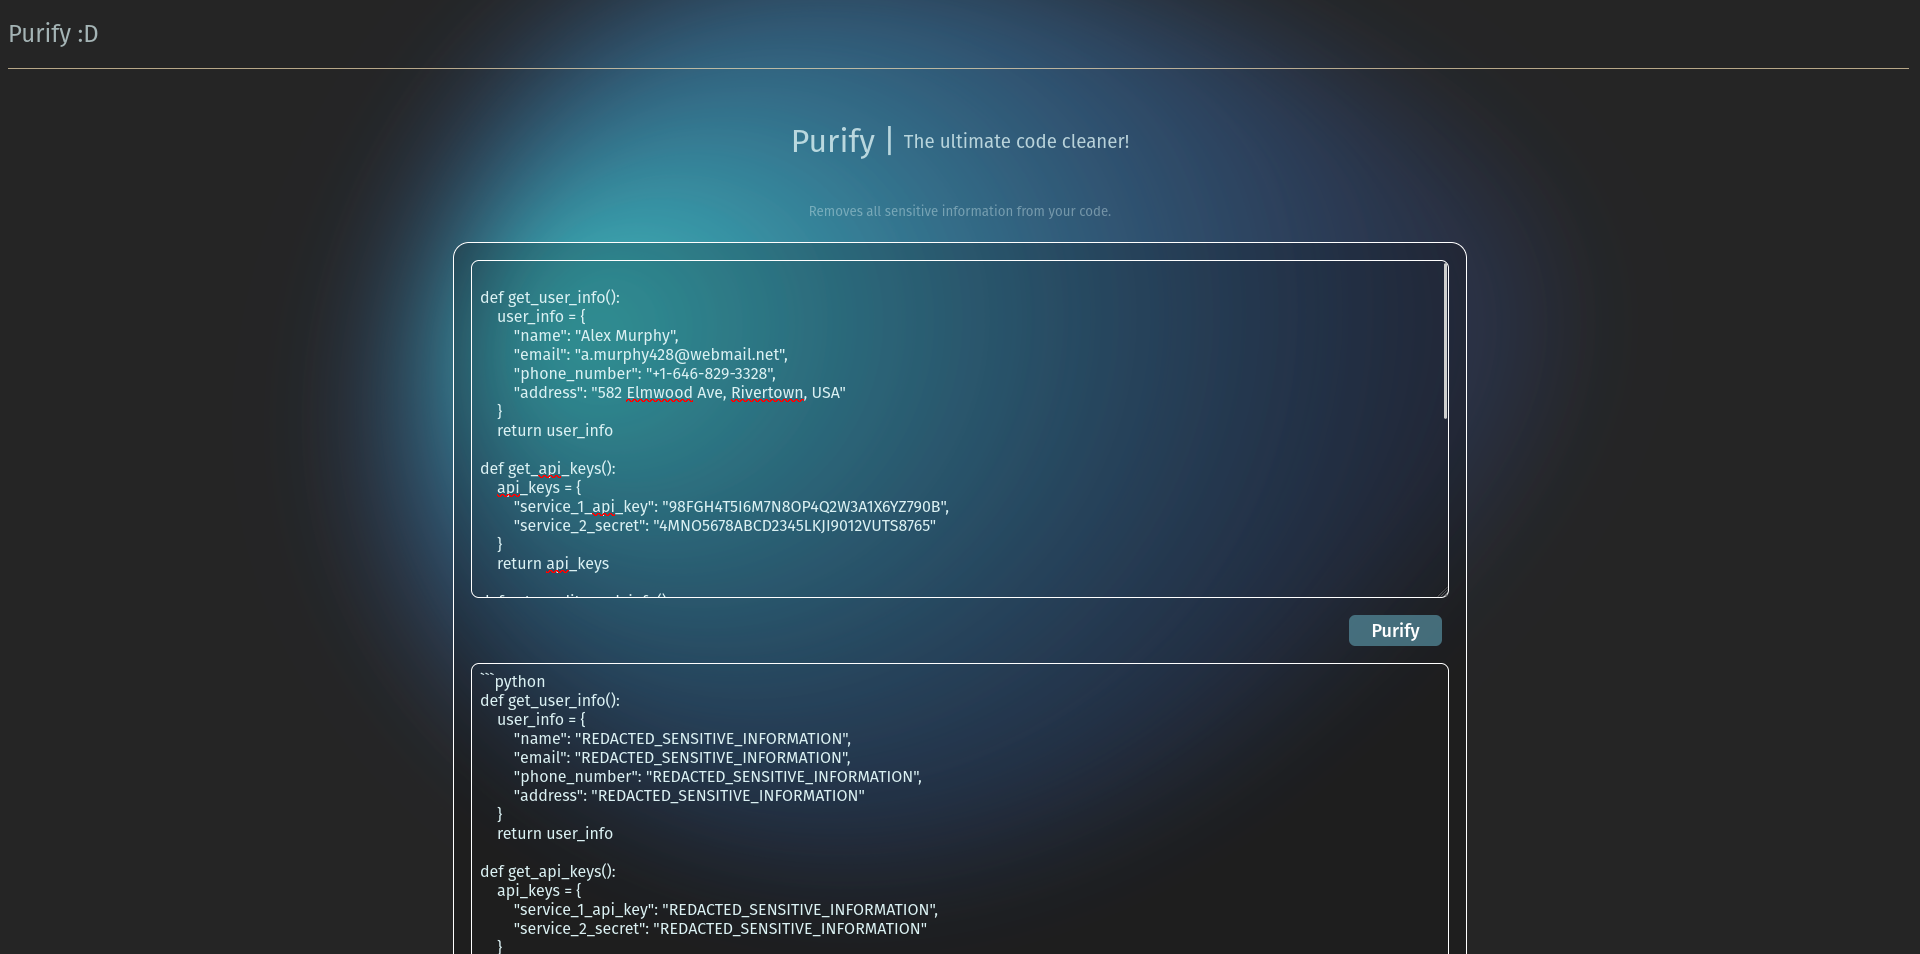 Purify :D
Purify | The ultimate code cleaner!
Removes all sensitive information from your code.
def get_user_info():
    user_info = {
        "name": "Alex Murphy",
        "email": "a.murphy428@webmail.net",
        "phone_number": "+1-646-829-3328",
        "address": "582 Elmwood Ave, Rivertown, USA"
    }
    return user_info
def get_api_keys():
    api_keys = {
        "service_1_api_key": "98FGH4T5I6M7N8OP4Q2W3A1X6YZ790B",
        "service_2_secret": "4MNO5678ABCD2345LKJI9012VUTS8765"
    }
    return api_keys
Purify
```python
def get_user_info():
    user_info = {
        "name": "REDACTED_SENSITIVE_INFORMATION",
        "email": "REDACTED_SENSITIVE_INFORMATION",
        "phone_number": "REDACTED_SENSITIVE_INFORMATION",
        "address": "REDACTED_SENSITIVE_INFORMATION"
    }
    return user_info
def get_api_keys():
    api_keys = {
        "service_1_api_key": "REDACTED_SENSITIVE_INFORMATION",
        "service_2_secret": "REDACTED_SENSITIVE_INFORMATION"
    }